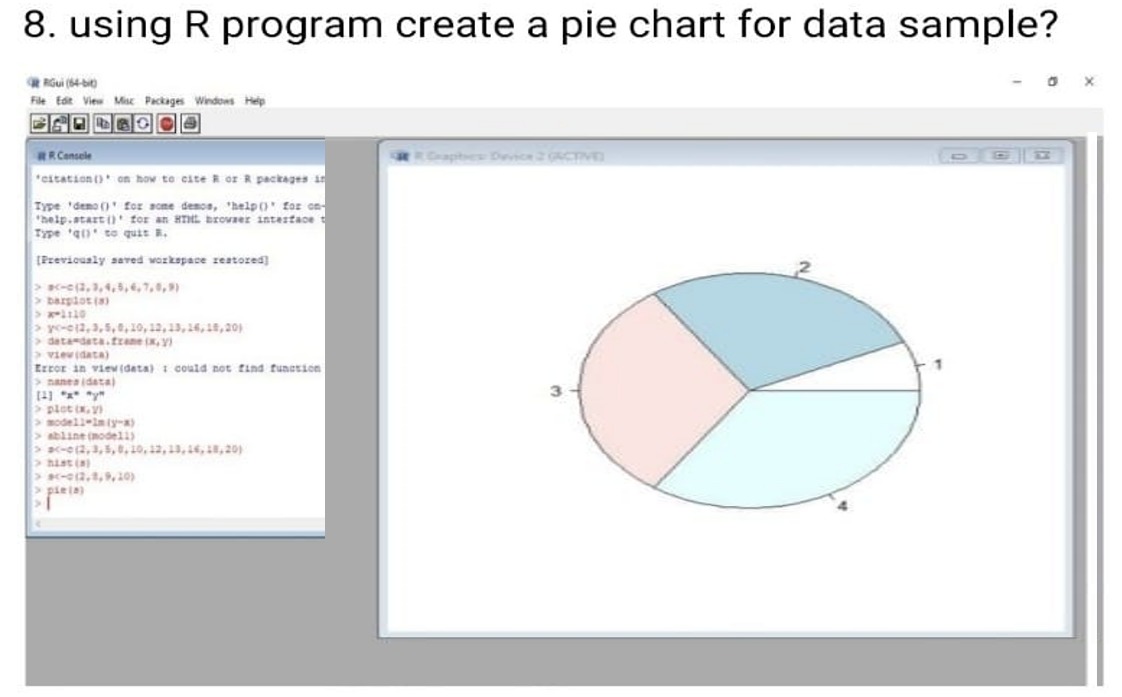 8. using R program create a pie chart for data sample?
RGui (64-bit)
File Edit View Misc Packages Windows Help
R Console
R Graphics: Device 2 (ACTIVE)
'citation()' on how to cite R or R packages in
Type 'demo()' for some demos, 'help()' for on-
'help.start()' for an HTML browser interface t
Type 'q()' to quit R.
[Previously saved workspace restored]
> a<-c(2,3,4,5,6,7,8,9)
> barplot(a)
> x=1:10
> y<-c(2,3,5,8,10,12,13,16,18,20)
> data=data.frame(x,y)
> view(data)
Error in view(data) : could not find function
> names(data)
[1] "x" "y"
> plot(x,y)
> model1=lm(y~x)
> abline(model1)
> a<-c(2,3,5,8,10,12,13,16,18,20)
> hist(a)
> a<-c(2,8,9,10)
> pie(a)
>
2
1
3
4